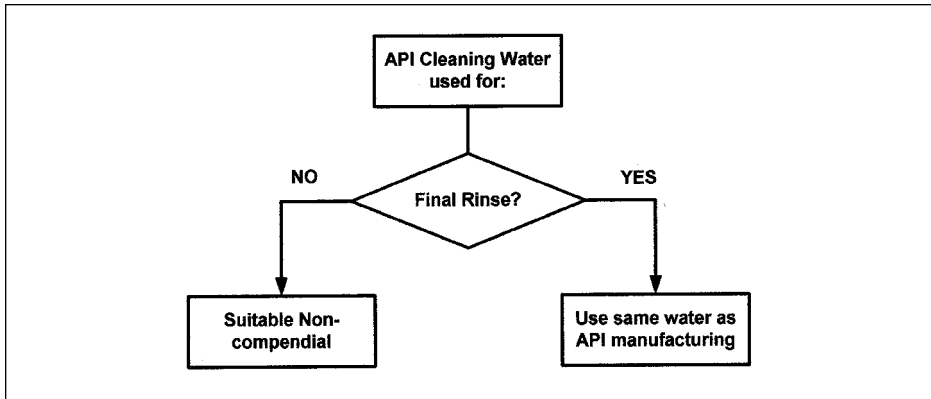 API Cleaning Water
used for:
NO
YES
Final Rinse?
Suitable Non-
compendial
Use same water as
API manufacturing